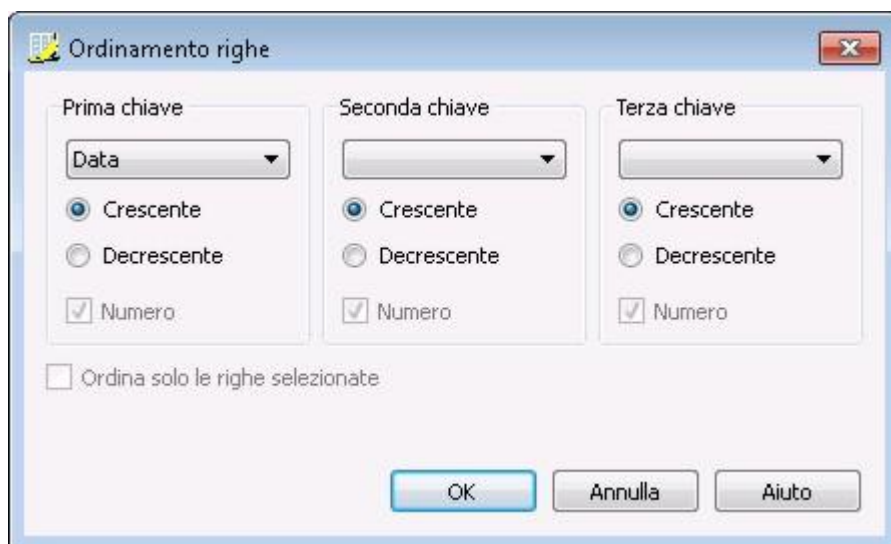 Ordinamento righe
Prima chiave
Seconda chiave
Terza chiave
Data
Crescente
Crescente
Crescente
Decrescente
Decrescente
Decrescente
Numero
Numero
Numero
Ordina solo le righe selezionate
OK
Annulla
Aiuto